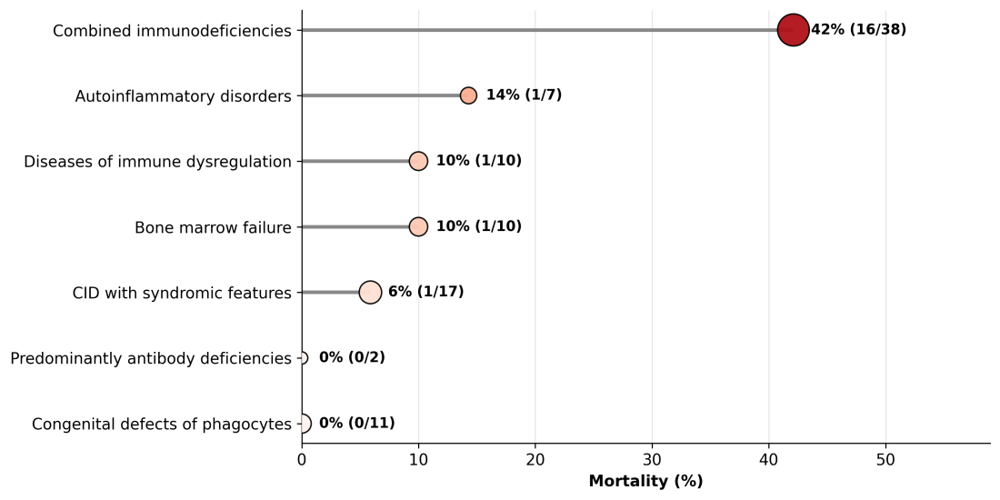 Combined immunodeficiencies 42% (16/38)
Autoinflammatory disorders 14% (1/7)
Diseases of immune dysregulation 10% (1/10)
Bone marrow failure 10% (1/10)
CID with syndromic features 6% (1/17)
Predominantly antibody deficiencies 0% (0/2)
Congenital defects of phagocytes 0% (0/11)
0 10 20 30 40 50
Mortality (%)